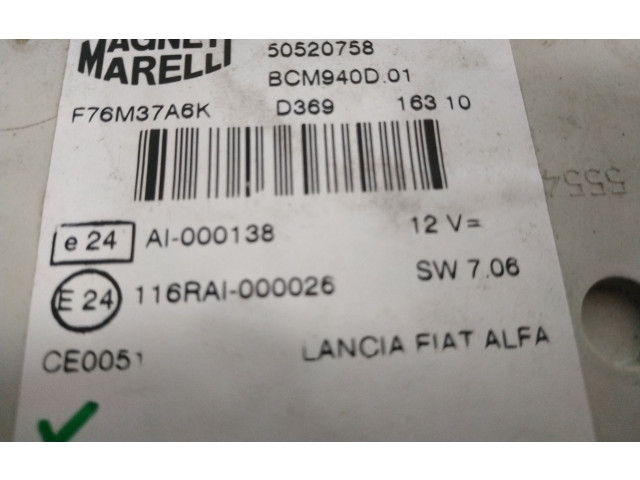 MAGNETI
MARELLI
50520758
BCM940D.01
F76M37A6K D369 163 10
e 24 AI-000138 12 V=
E 24 116RAI-000026 SW 7.06
CE0051 LANCIA FIAT ALFA
5554